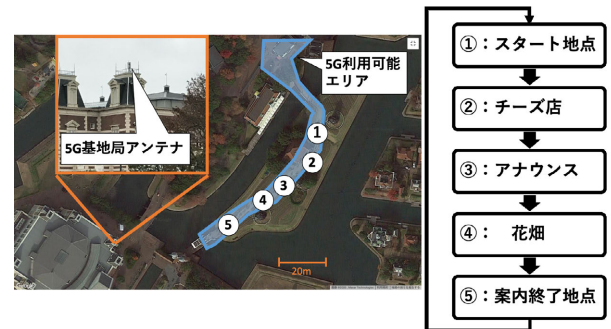 5G基地局アンテナ
5G利用可能
エリア
①
②
③
④
⑤
20m
①：スタート地点
②：チーズ店
③：アナウンス
④：　花畑
⑤：案内終了地点